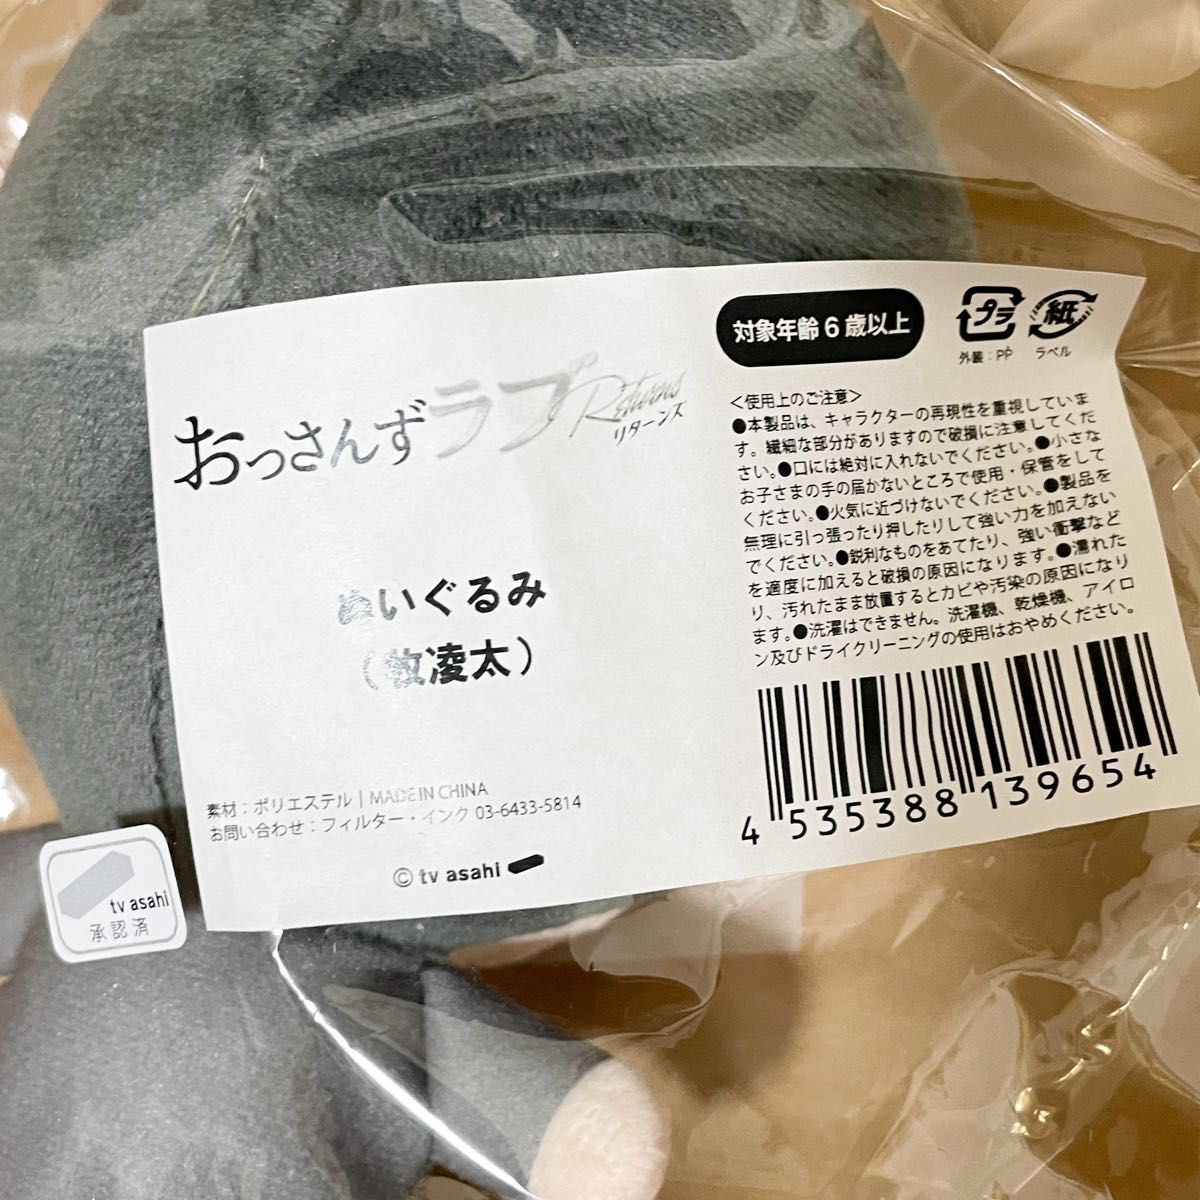 おっさんずラブ Returns
リターンズ
ぬいぐるみ
(牧凌太)
素材：ポリエステル | MADE IN CHINA
お問い合わせ：フィルター・インク 03-6433-5814
© tv asahi
tv asahi
承認済
対象年齢6歳以上
プラ 紙
外装：PP ラベル
<使用上のご注意>
●本製品は、キャラクターの再現性を重視していま
す。繊細な部分がありますので破損に注意してくだ
さい。●口には絶対に入れないでください。●小さな
お子さまの手の届かないところで使用・保管をして
ください。●火気に近づけないでください。●製品を
無理に引っ張ったり押したりして強い力を加えない
でください。●鋭利なものをあてたり、強い衝撃など
を適度に加えると破損の原因になります。●濡れた
り、汚れたまま放置するとカビや汚染の原因になり
ます。●洗濯はできません。洗濯機、乾燥機、アイロ
ン及びドライクリーニングの使用はおやめください。
4 535388 139654